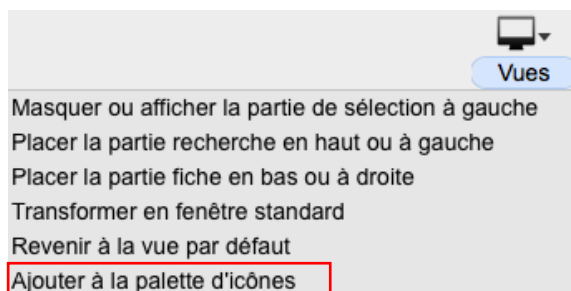 Vues
Masquer ou afficher la partie de sélection à gauche
Placer la partie recherche en haut ou à gauche
Placer la partie fiche en bas ou à droite
Transformer en fenêtre standard
Revenir à la vue par défaut
Ajouter à la palette d'icônes